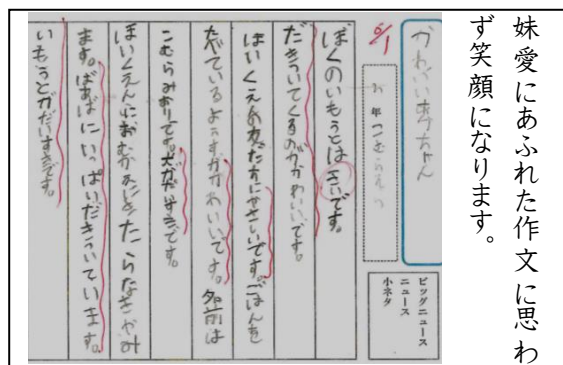 妹愛にあふれた作文に思わ
ず笑顔になります。
ビッグニュース
ニュース
小ネタ
かわいい
ちゃん
6/1
年
ぼくのいもうとは さいです。
だきついてくるのがかわいいです。
ほいくえんの友だちにやさしいです。ごはんを
たべているようすがかわいいです。名前は
こむらみおりです。犬がだいすきです。
ほいくえんにおむかえにきたらなきやみ
ます。ばあばにいっぱいだきついています。
いもうとがだいすきです。